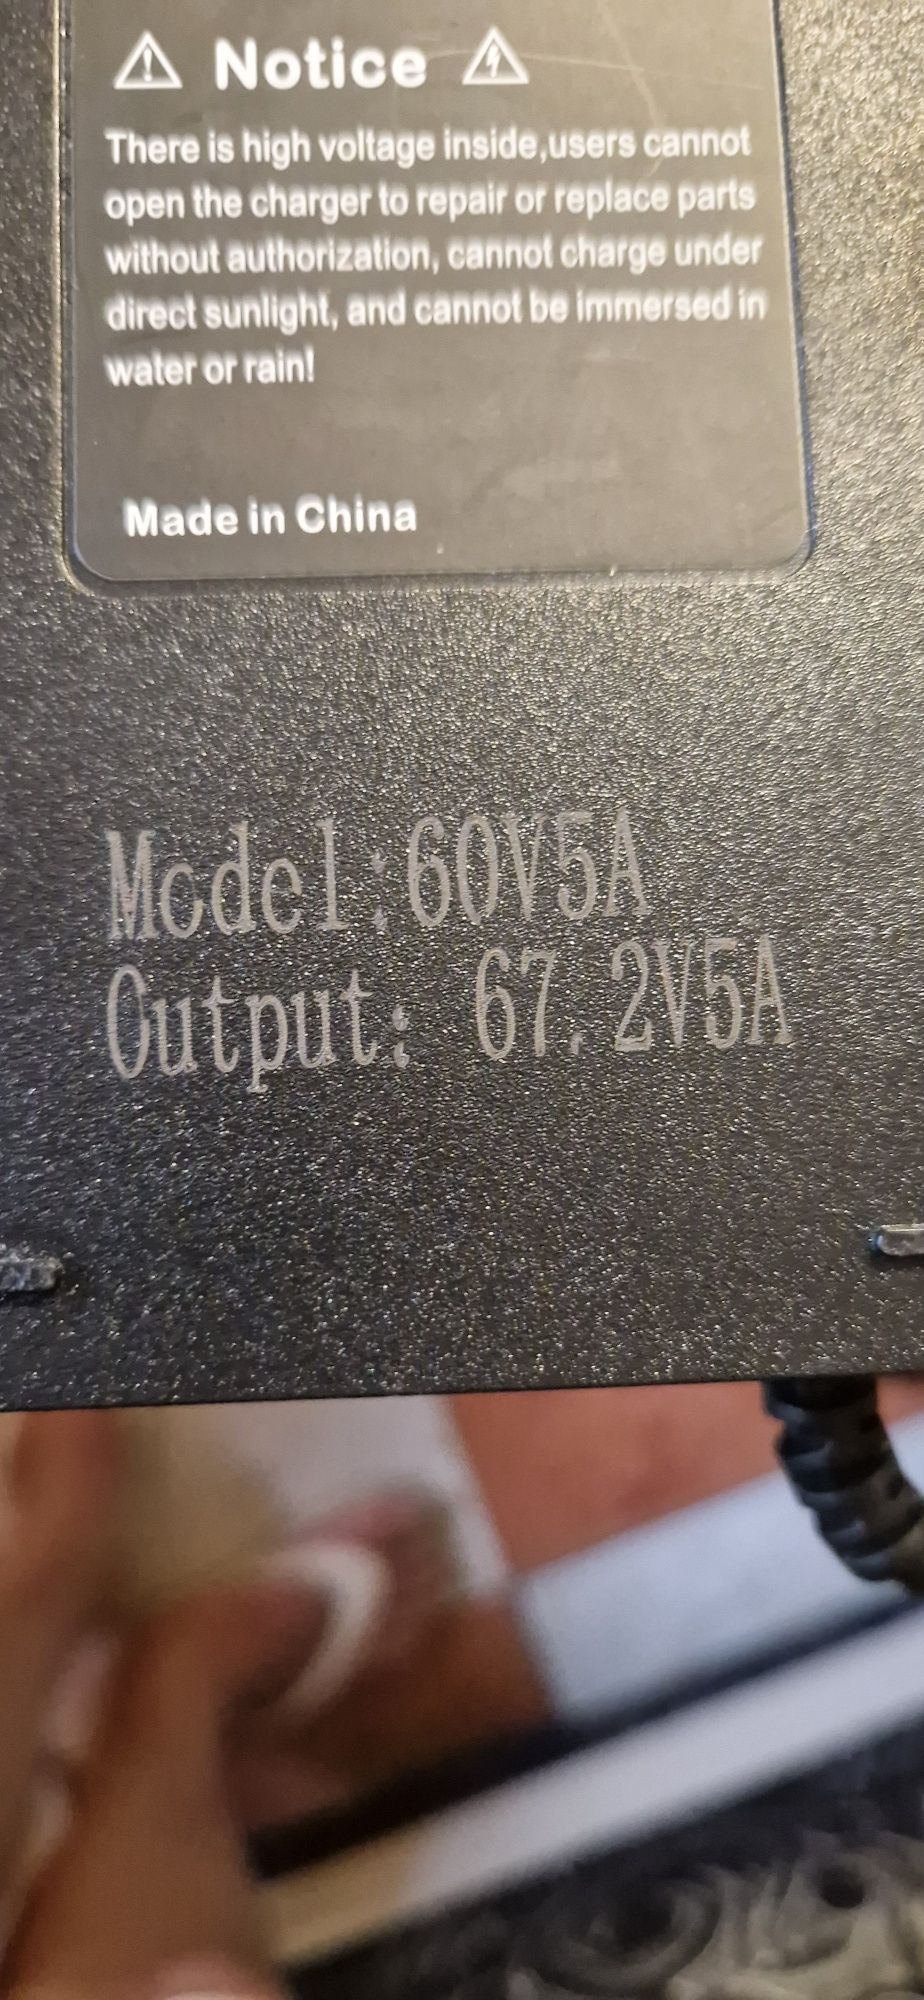 Notice
There is high voltage inside,users cannot
open the charger to repair or replace parts
without authorization, cannot charge under
direct sunlight, and cannot be immersed in
water or rain!
Made in China
Model:60V5A
Output: 67.2V5A